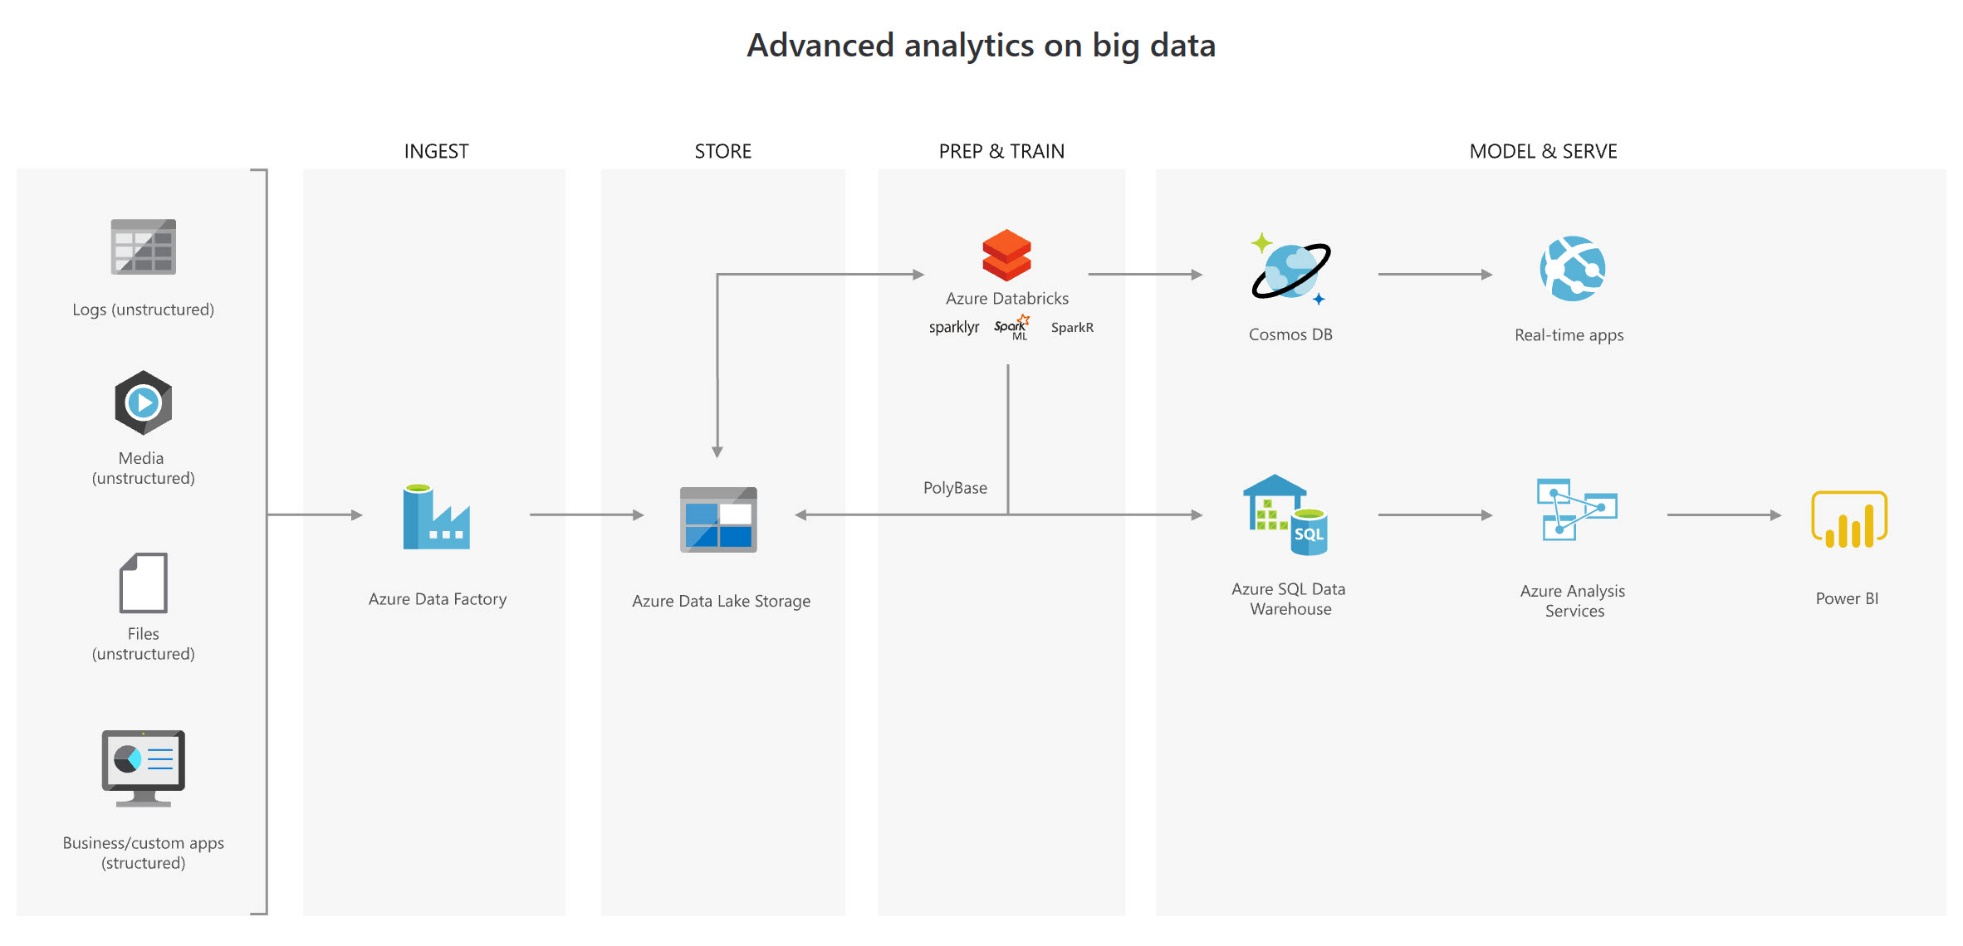 Advanced analytics on big data
INGEST
STORE
PREP & TRAIN
MODEL & SERVE
Logs (unstructured)
Media
(unstructured)
Files
(unstructured)
Business/custom apps
(structured)
Azure Data Factory
Azure Data Lake Storage
Azure Databricks
sparklyr
Spark
ML
SparkR
PolyBase
Cosmos DB
Real-time apps
SQL
Azure SQL Data
Warehouse
Azure Analysis
Services
Power BI